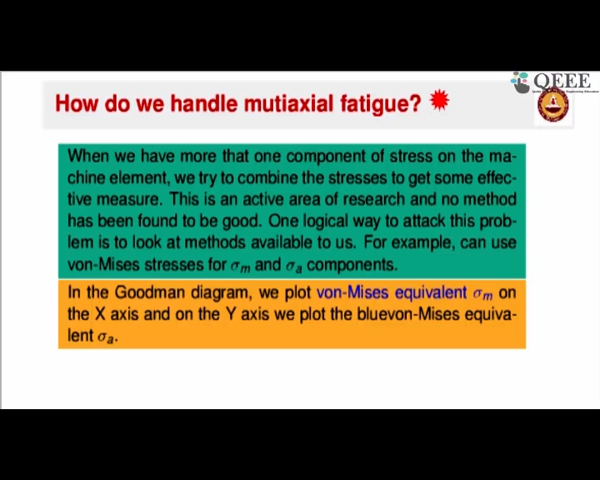 QEEE
How do we handle mutiaxial fatigue?
When we have more that one component of stress on the ma-
chine element, we try to combine the stresses to get some effec-
tive measure. This is an active area of research and no method
has been found to be good. One logical way to attack this prob-
lem is to look at methods available to us. For example, can use
von-Mises stresses for σm and σa components.
In the Goodman diagram, we plot von-Mises equivalent σm on
the X axis and on the Y axis we plot the bluevon-Mises equiva-
lent σa.